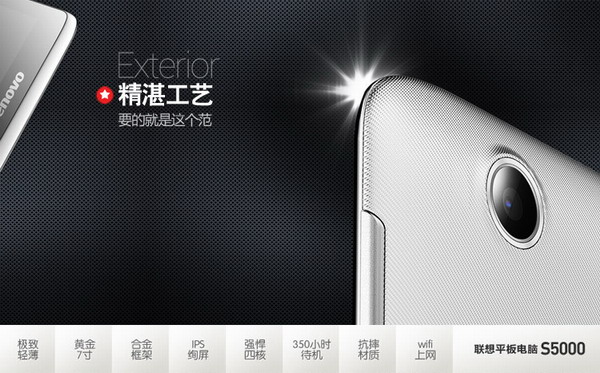 enovo
Exterior
精湛工艺
要的就是这个范
极致
轻薄
黄金
7寸
合金
框架
IPS
绚屏
强悍
四核
350小时
待机
抗摔
材质
wifi
上网
联想平板电脑 S5000